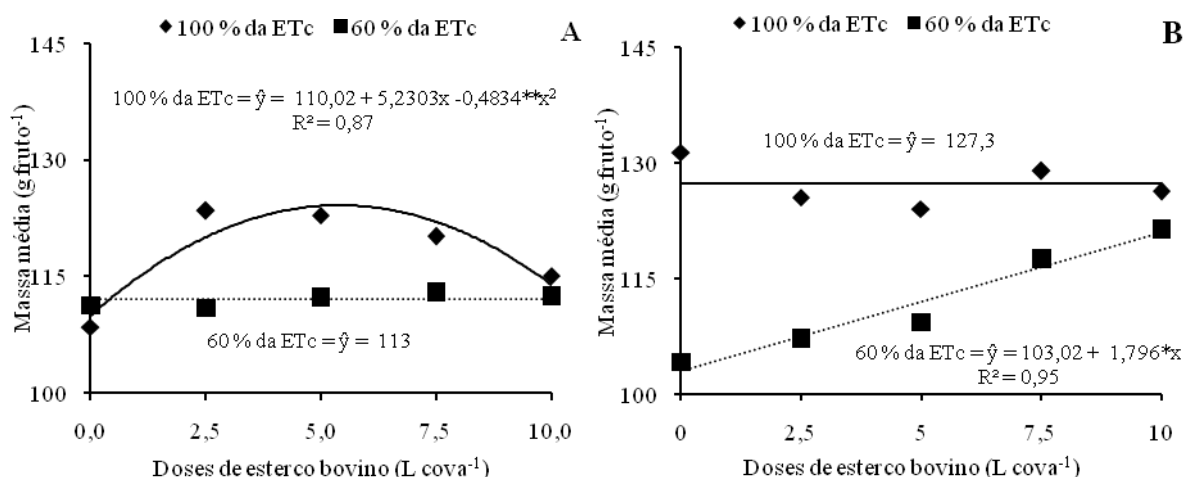 ◆ 100 % da ETc ■ 60 % da ETc
A
145
130
115
100
Massa média (g fruto⁻¹)
100 % da ETc = ŷ = 110,02 + 5,2303x -0,4834**x²
R² = 0,87
60 % da ETc = ŷ = 113
0,0 2,5 5,0 7,5 10,0
Doses de esterco bovino (L cova⁻¹)
◆ 100 % da ETc ■ 60 % da ETc
B
145
130
115
100
Massa média (g fruto⁻¹)
100 % da ETc = ŷ = 127,3
60 % da ETc = ŷ = 103,02 + 1,796*x
R² = 0,95
0 2,5 5 7,5 10
Doses de esterco bovino (L cova⁻¹)